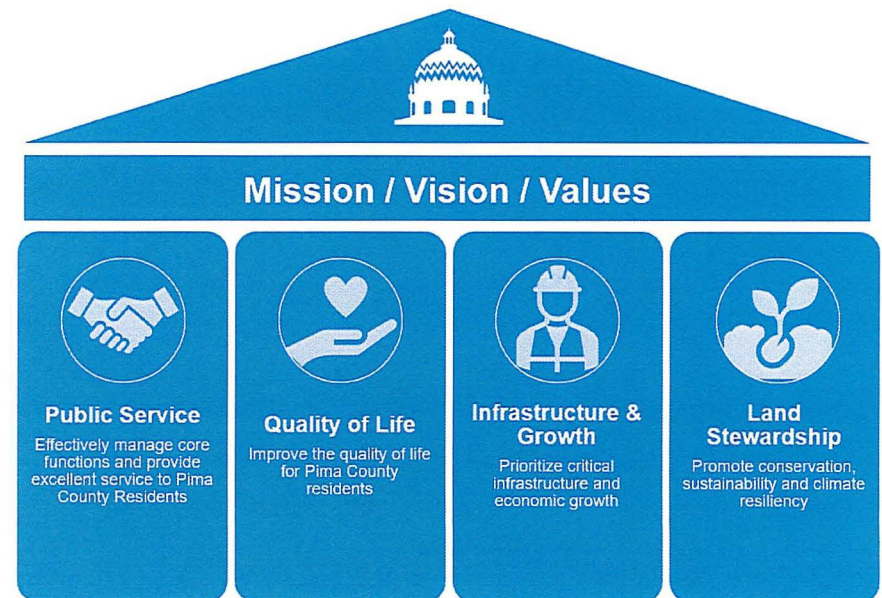 Mission / Vision / Values
Public Service
Effectively manage core
functions and provide
excellent service to Pima
County Residents
Quality of Life
Improve the quality of life
for Pima County
residents
Infrastructure &
Growth
Prioritize critical
infrastructure and
economic growth
Land
Stewardship
Promote conservation,
sustainability and climate
resiliency